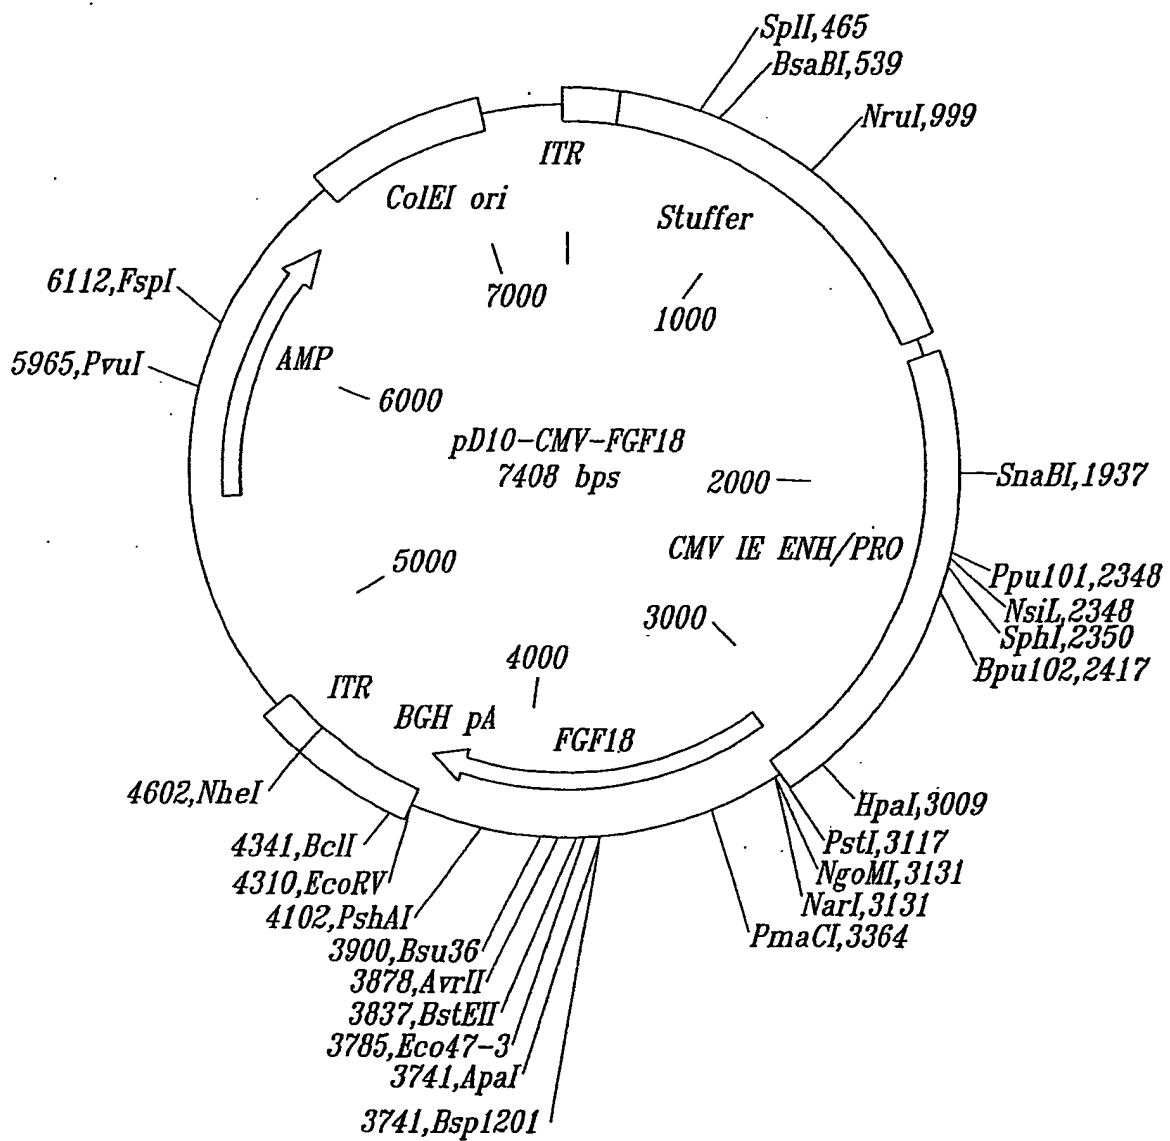 SplI,465
BsaBI,539
NruI,999
ITR
ColEI ori
Stuffer
7000
1000
6112,FspI
5965,PvuI
AMP
6000
pD10-CMV-FGF18
7408 bps
2000
SnaBI,1937
CMV IE ENH/PRO
5000
Ppu101,2348
NsiL,2348
SphI,2350
Bpu102,2417
3000
4000
ITR
BGH pA
FGF18
4602,NheI
HpaI,3009
PstI,3117
NgoMI,3131
NarI,3131
PmaCI,3364
4341,BclI
4310,EcoRV
4102,PshAI
3900,Bsu36
3878,AvrII
3837,BstEII
3785,Eco47-3
3741,ApaI
3741,Bsp1201